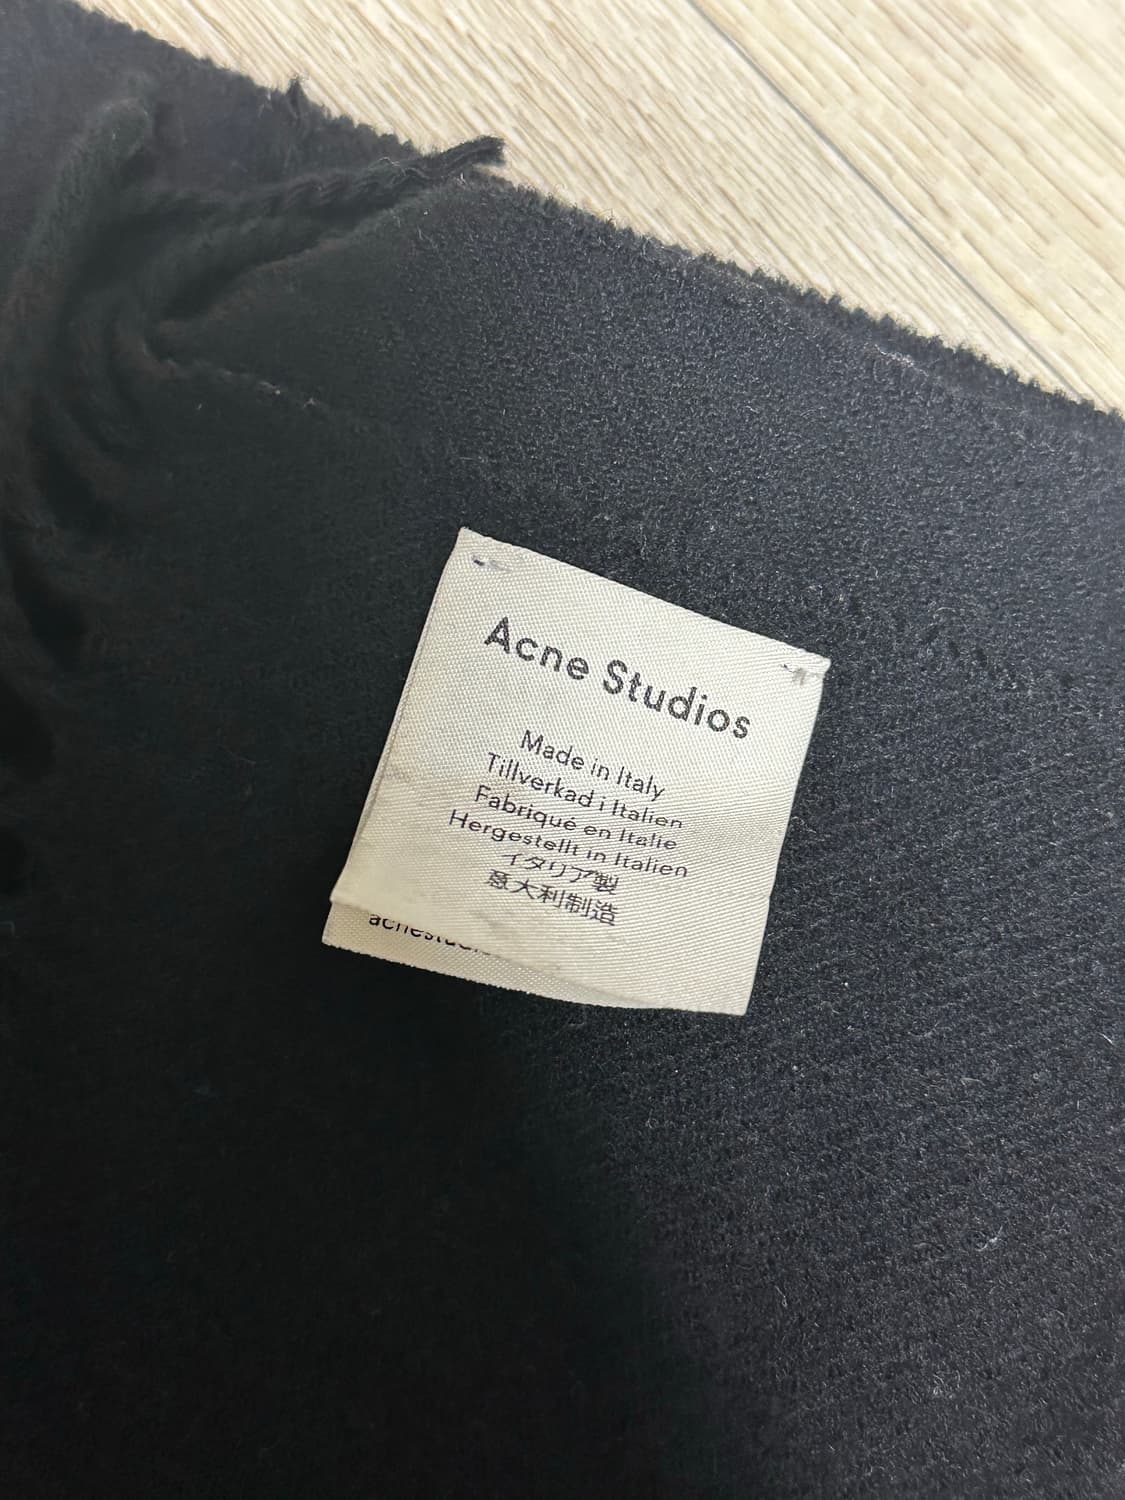 Acne Studios
Made in Italy
Tillverkad i Italien
Fabriqué en Italie
Hergestellt in Italien
イタリア製
意大利制造